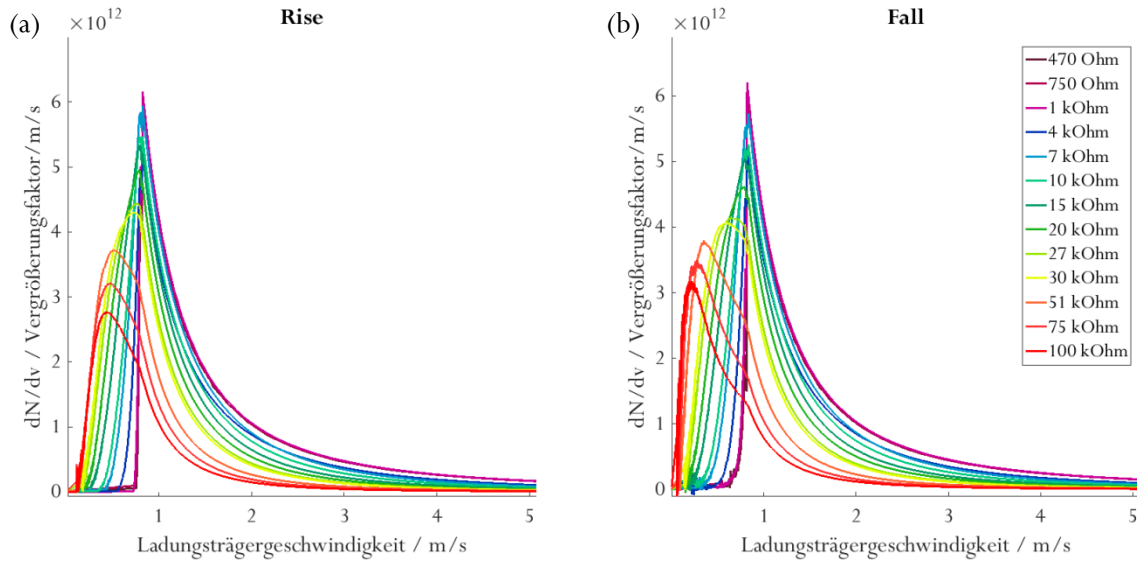 (a)
Rise
×10¹²
6
5
4
3
2
1
0
1
2
3
4
5
dN/dv / Vergrößerungsfaktor/m/s
Ladungsträgergeschwindigkeit / m/s
(b)
Fall
×10¹²
6
5
4
3
2
1
0
1
2
3
4
5
dN/dv / Vergrößerungsfaktor/m/s
Ladungsträgergeschwindigkeit / m/s
470 Ohm
750 Ohm
1 kOhm
4 kOhm
7 kOhm
10 kOhm
15 kOhm
20 kOhm
27 kOhm
30 kOhm
51 kOhm
75 kOhm
100 kOhm